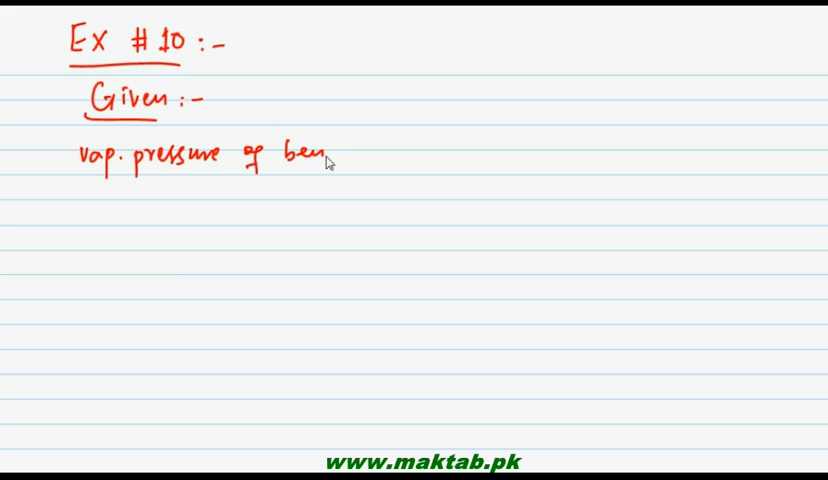 Ex # 10 :-
Given :-
vap. pressure of ben
www.maktab.pk